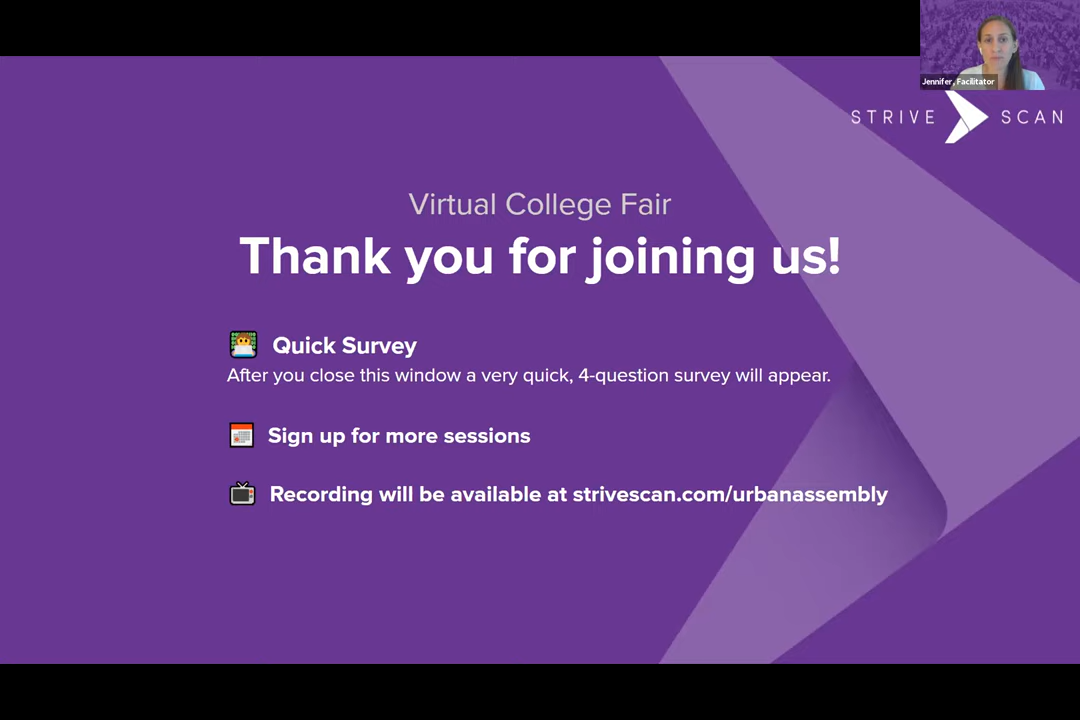 Jennifer, Facilitator
STRIVE SCAN
Virtual College Fair
Thank you for joining us!
Quick Survey
After you close this window a very quick, 4-question survey will appear.
Sign up for more sessions
Recording will be available at strivescan.com/urbanassembly